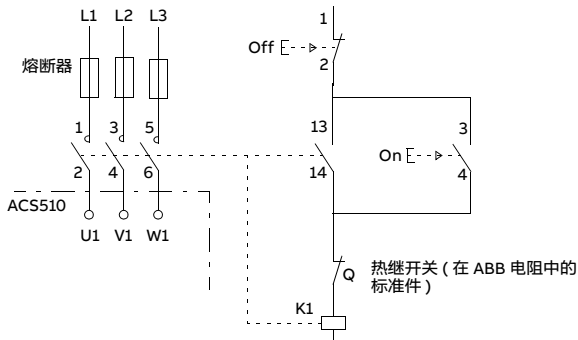 L1 L2 L3
1
Off
2
熔断器
1 3 5
13
3
On
2 4 6
14
4
ACS510
U1 V1 W1
Q
热继开关 ( 在 ABB 电阻中的
标准件 )
K1